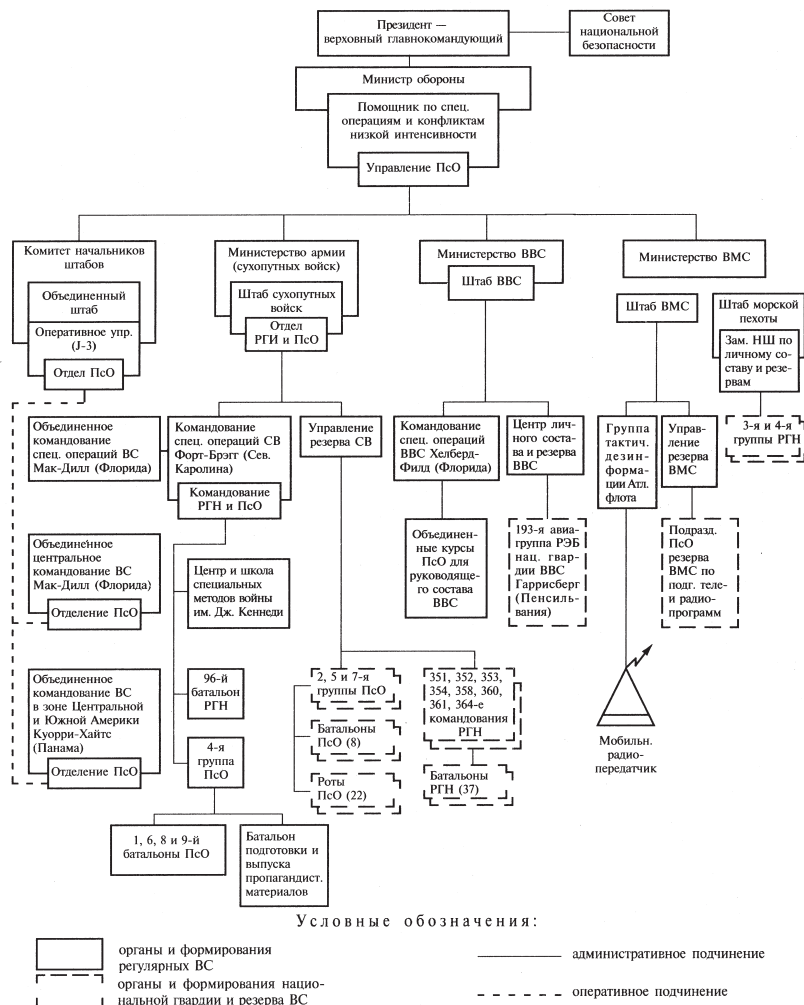 Президент —
верховный главнокомандующий
Совет
национальной
безопасности
Министр обороны
Помощник по спец.
операциям и конфликтам
низкой интенсивности
Управление ПсО
Комитет начальников
штабов
Объединенный
штаб
Оперативное упр.
(J-3)
Отдел ПсО
Министерство армии
(сухопутных войск)
Штаб сухопутных
войск
Отдел
РГИ и ПсО
Министерство ВВС
Штаб ВВС
Министерство ВМС
Штаб ВМС
Штаб морской
пехоты
Зам. НШ по
личному со-
ставу и резе-
рвам
3-я и 4-я
группы РГН
Объединенное
командование
спец. операций ВС
Мак-Дилл (Флорида)
Командование
спец. операций СВ
Форт-Брэгг (Сев.
Каролина)
Командование
РГН и ПсО
Управление
резерва СВ
Командование
спец. операций
ВВС Хелберд-
Филд (Флорида)
Центр лич-
ного соста-
ва и резерва
ВВС
Группа
тактич.
дезин-
форма-
ции Атл.
флота
Управ-
ление
резерва
ВМС
Объединенное
центральное
командование ВС
Мак-Дилл (Флорида)
Отделение ПсО
Центр и школа
специальных
методов войны
им. Дж. Кеннеди
Объединен-
ные курсы
ПсО для
руководяще-
го состава
ВВС
193-я авиа-
группа РЭБ
нац. гвар-
дии ВВС
Гаррисберг
(Пенсиль-
вания)
Подразд.
ПсО
резерва
ВМС по
подг. теле-
и радио-
программ
Объединенное
командование ВС
в зоне Центральной
и Южной Америки
Куорри-Хайтс
(Панама)
Отделение ПсО
96-й
батальон
РГН
4-я
группа
ПсО
2, 5 и 7-я
группы ПсО
Батальоны
ПсО (8)
Роты
ПсО (22)
351, 352, 353,
354, 358, 360,
361, 364-е
командования
РГН
Батальоны
РГН (37)
Мобильн.
радио-
передатчик
1, 6, 8 и 9-й
батальоны ПсО
Батальон
подготовки и
выпуска
пропагандист.
материалов
Условные обозначения:
органы и формирования
регулярных ВС
административное подчинение
органы и формирования нацио-
нальной гвардии и резерва ВС
оперативное подчинение